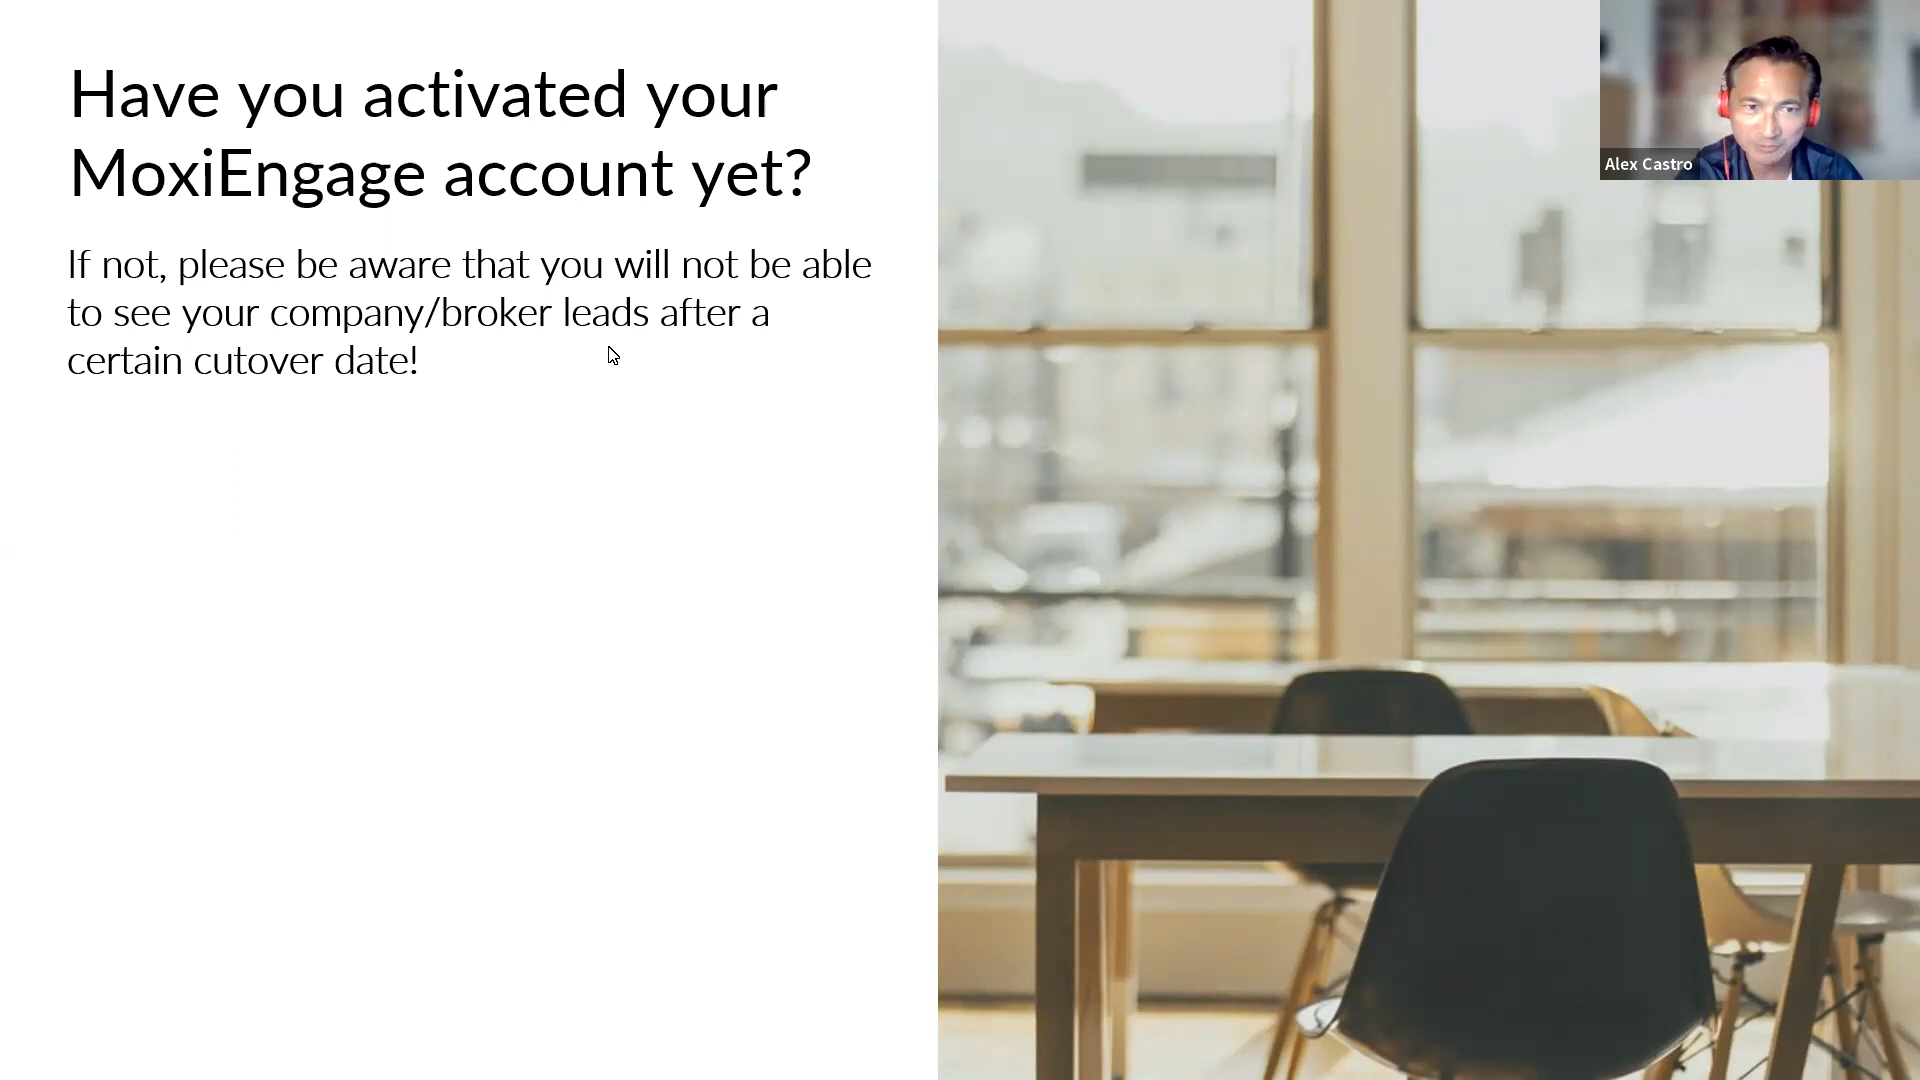 Have you activated your
MoxiEngage account yet?
If not, please be aware that you will not be able
to see your company/broker leads after a
certain cutover date!
Alex Castro